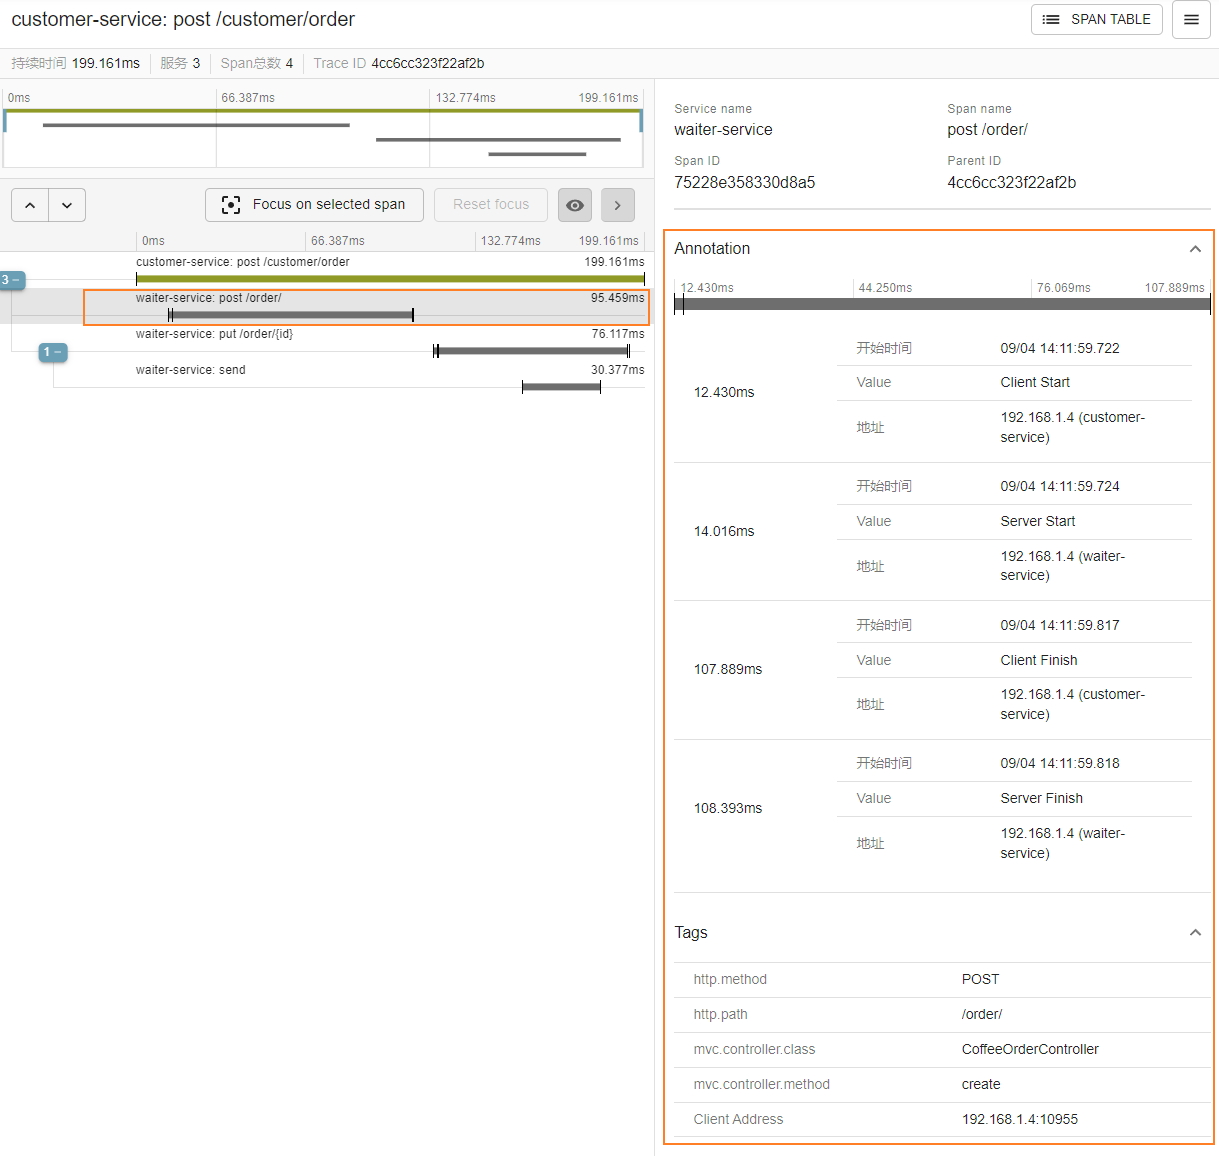 customer-service: post /customer/order
SPAN TABLE
持续时间 199.161ms 服务 3 Span总数 4 Trace ID 4cc6cc323f22af2b
0ms 66.387ms 132.774ms 199.161ms
Focus on selected span
Reset focus
0ms 66.387ms 132.774ms 199.161ms
customer-service: post /customer/order 199.161ms
3 −
waiter-service: post /order/ 95.459ms
waiter-service: put /order/{id} 76.117ms
1 −
waiter-service: send 30.377ms
Service name Span name
waiter-service post /order/
Span ID Parent ID
75228e358330d8a5 4cc6cc323f22af2b
Annotation
12.430ms 44.250ms 76.069ms 107.889ms
12.430ms
开始时间 09/04 14:11:59.722
Value Client Start
地址 192.168.1.4 (customer-
service)
14.016ms
开始时间 09/04 14:11:59.724
Value Server Start
地址 192.168.1.4 (waiter-
service)
107.889ms
开始时间 09/04 14:11:59.817
Value Client Finish
地址 192.168.1.4 (customer-
service)
108.393ms
开始时间 09/04 14:11:59.818
Value Server Finish
地址 192.168.1.4 (waiter-
service)
Tags
http.method POST
http.path /order/
mvc.controller.class CoffeeOrderController
mvc.controller.method create
Client Address 192.168.1.4:10955